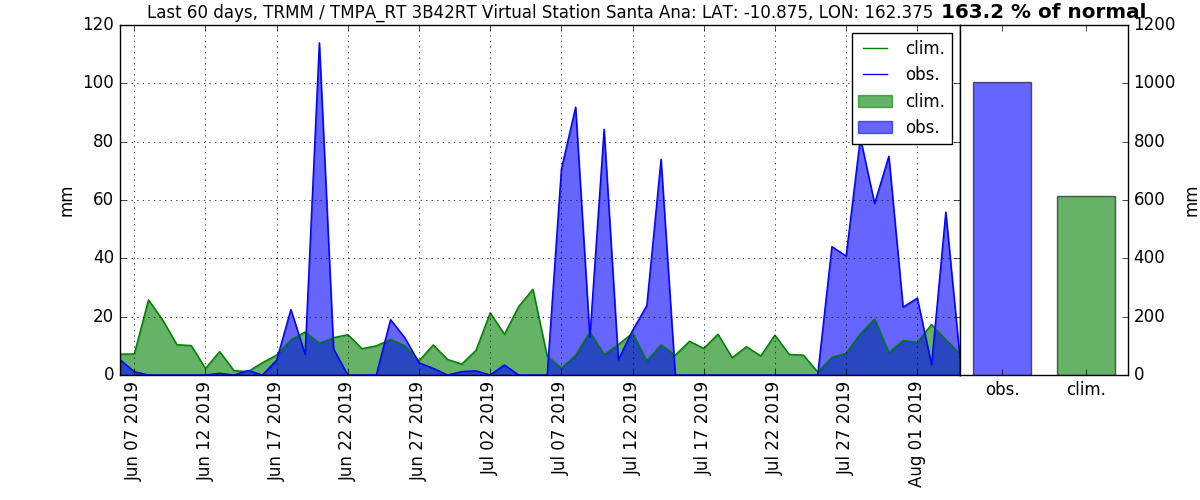 Last 60 days, TRMM / TMPA_RT 3B42RT Virtual Station Santa Ana: LAT: -10.875, LON: 162.375 163.2 % of normal
clim.
obs.
clim.
obs.
120
100
80
60
40
20
0
mm
1200
1000
800
600
400
200
0
mm
Jun 07 2019
Jun 12 2019
Jun 17 2019
Jun 22 2019
Jun 27 2019
Jul 02 2019
Jul 07 2019
Jul 12 2019
Jul 17 2019
Jul 22 2019
Jul 27 2019
Aug 01 2019
obs.
clim.